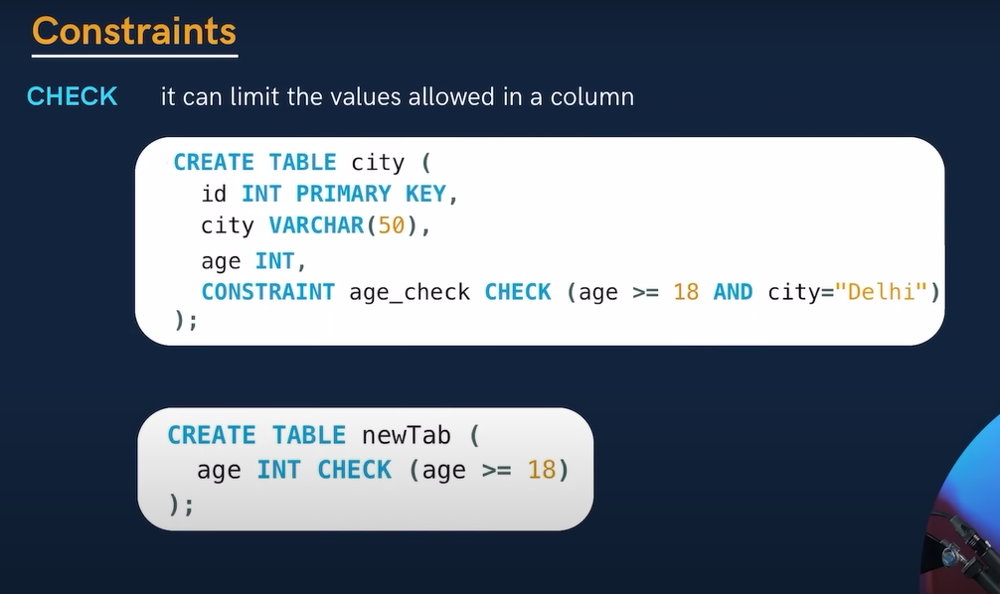 Constraints
CHECK it can limit the values allowed in a column
CREATE TABLE city (
id INT PRIMARY KEY,
city VARCHAR(50),
age INT,
CONSTRAINT age_check CHECK (age >= 18 AND city="Delhi")
);
CREATE TABLE newTab (
age INT CHECK (age >= 18)
);